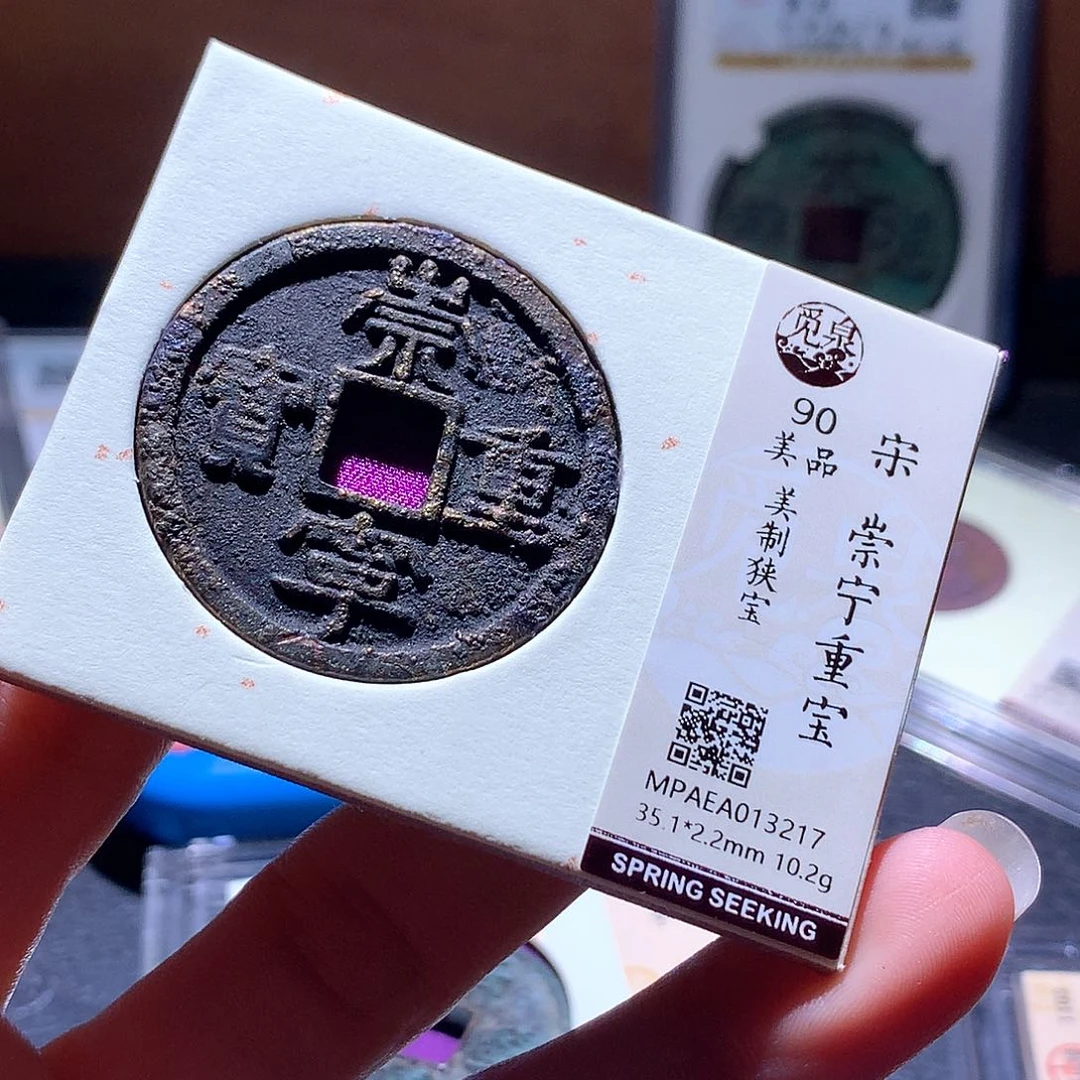 崇
重
寧
寳
觅泉
90
美品
美制狭宝
宋 崇宁重宝
MPAEA013217
35.1*2.2mm 10.2g
SPRING SEEKING